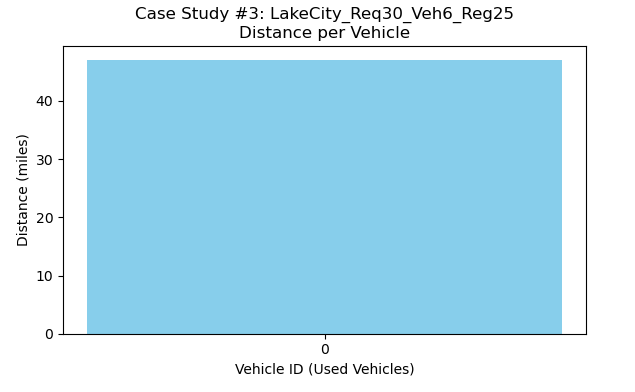 Case Study #3: LakeCity_Req30_Veh6_Reg25
Distance per Vehicle
Distance (miles)
40
30
20
10
0
0
Vehicle ID (Used Vehicles)